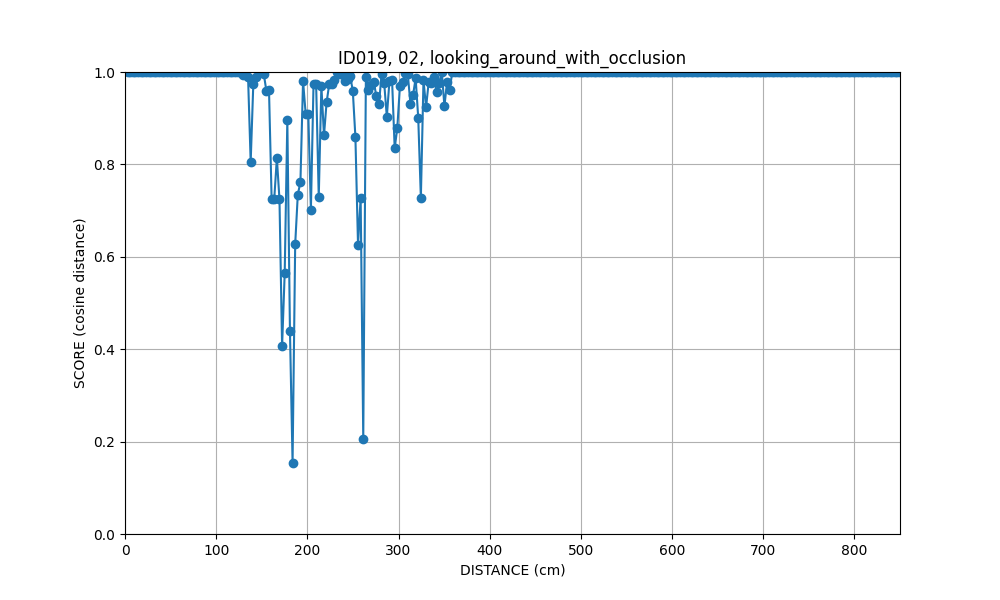 ID019, 02, looking_around_with_occlusion
1.0
0.8
0.6
0.4
0.2
0.0
SCORE (cosine distance)
0 100 200 300 400 500 600 700 800
DISTANCE (cm)